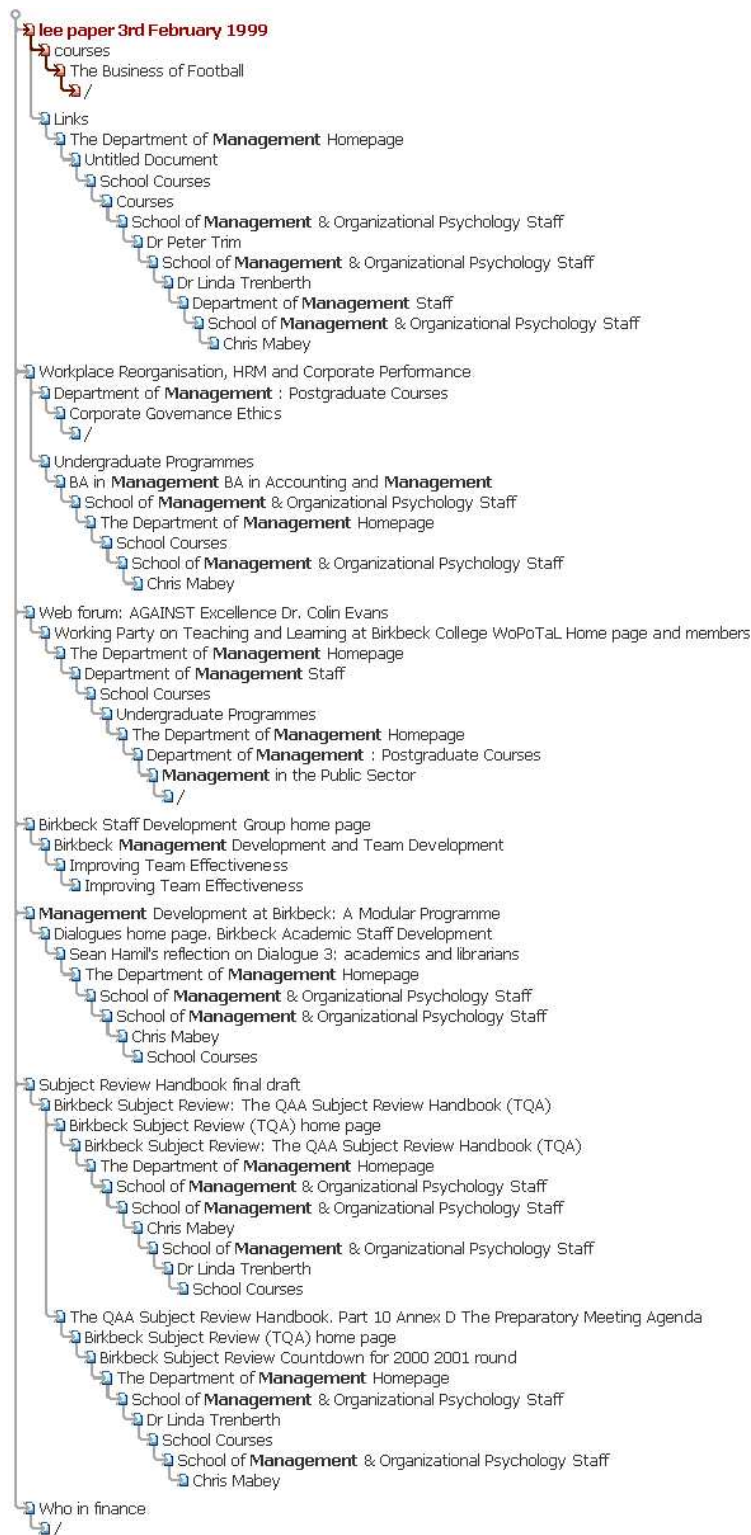 lee paper 3rd February 1999
courses
The Business of Football
/
Links
The Department of Management Homepage
Untitled Document
School Courses
Courses
School of Management & Organizational Psychology Staff
Dr Peter Trim
School of Management & Organizational Psychology Staff
Dr Linda Trenberth
Department of Management Staff
School of Management & Organizational Psychology Staff
Chris Mabey
Workplace Reorganisation, HRM and Corporate Performance
Department of Management : Postgraduate Courses
Corporate Governance Ethics
/
Undergraduate Programmes
BA in Management BA in Accounting and Management
School of Management & Organizational Psychology Staff
The Department of Management Homepage
School Courses
School of Management & Organizational Psychology Staff
Chris Mabey
Web forum: AGAINST Excellence Dr. Colin Evans
Working Party on Teaching and Learning at Birkbeck College WoPoTaL Home page and members
The Department of Management Homepage
Department of Management Staff
School Courses
Undergraduate Programmes
The Department of Management Homepage
Department of Management : Postgraduate Courses
Management in the Public Sector
/
Birkbeck Staff Development Group home page
Birkbeck Management Development and Team Development
Improving Team Effectiveness
Improving Team Effectiveness
Management Development at Birkbeck: A Modular Programme
Dialogues home page. Birkbeck Academic Staff Development
Sean Hamil's reflection on Dialogue 3: academics and librarians
The Department of Management Homepage
School of Management & Organizational Psychology Staff
School of Management & Organizational Psychology Staff
Chris Mabey
School Courses
Subject Review Handbook final draft
Birkbeck Subject Review: The QAA Subject Review Handbook (TQA)
Birkbeck Subject Review (TQA) home page
Birkbeck Subject Review: The QAA Subject Review Handbook (TQA)
The Department of Management Homepage
School of Management & Organizational Psychology Staff
School of Management & Organizational Psychology Staff
Chris Mabey
School of Management & Organizational Psychology Staff
Dr Linda Trenberth
School Courses
The QAA Subject Review Handbook. Part 10 Annex D The Preparatory Meeting Agenda
Birkbeck Subject Review (TQA) home page
Birkbeck Subject Review Countdown for 2000 2001 round
The Department of Management Homepage
School of Management & Organizational Psychology Staff
Dr Linda Trenberth
School Courses
School of Management & Organizational Psychology Staff
Chris Mabey
Who in finance
/